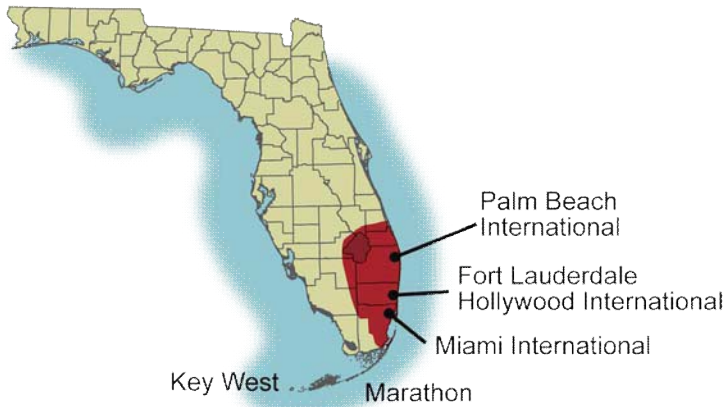 Palm Beach
International
Fort Lauderdale
Hollywood International
Miami International
Key West
Marathon